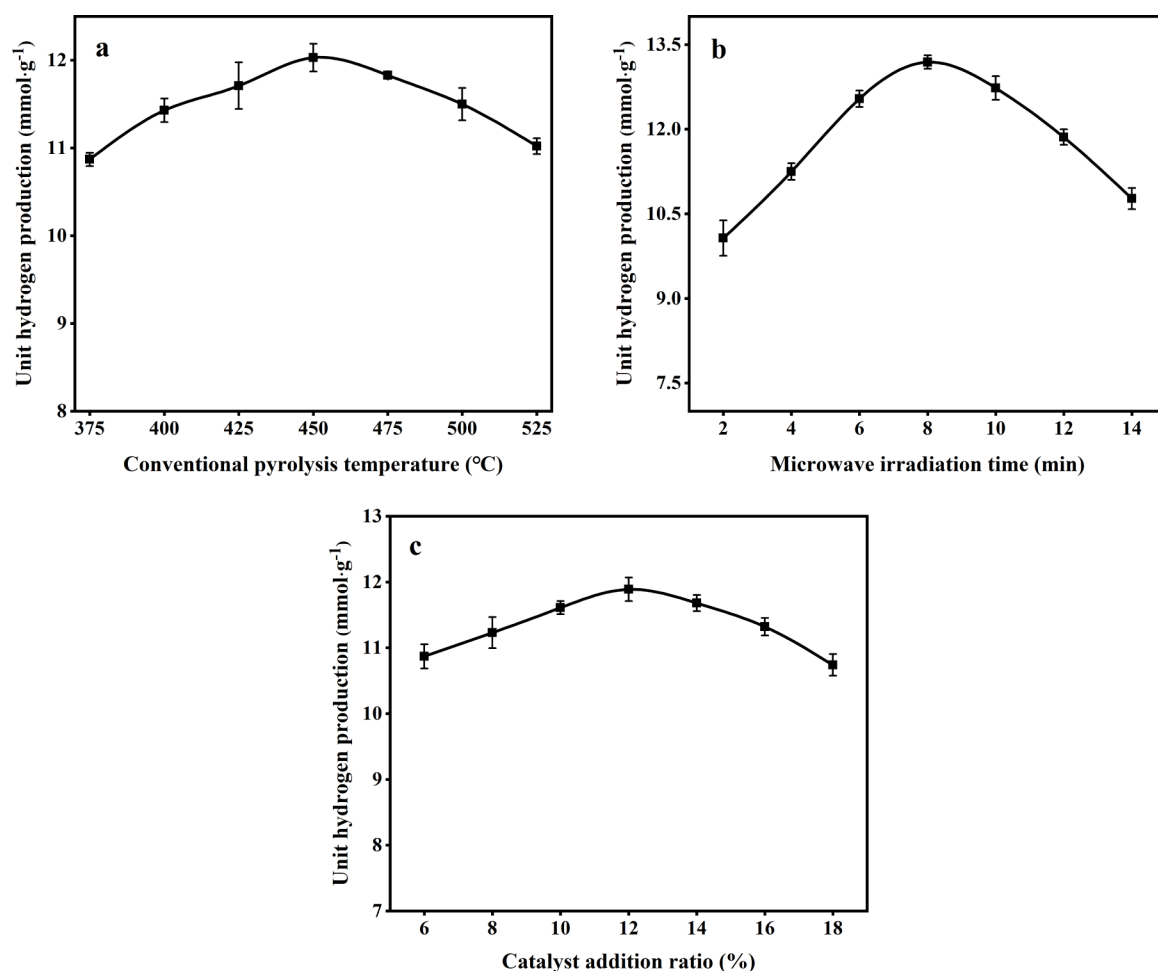 a
Unit hydrogen production (mmol·g⁻¹)
12
11
10
9
8
375 400 425 450 475 500 525
Conventional pyrolysis temperature (°C)
b
Unit hydrogen production (mmol·g⁻¹)
13.5
12.0
10.5
9.0
7.5
2 4 6 8 10 12 14
Microwave irradiation time (min)
c
Unit hydrogen production (mmol·g⁻¹)
13
12
11
10
9
8
7
6 8 10 12 14 16 18
Catalyst addition ratio (%)